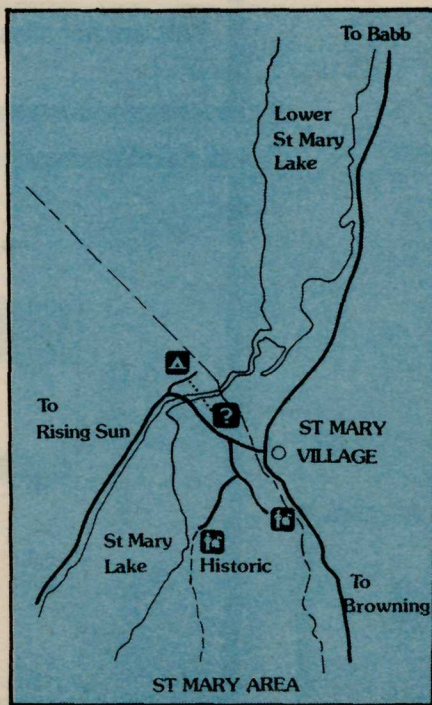 To Babb
Lower
St Mary
Lake
?
To
Rising Sun
ST MARY
VILLAGE
St Mary
Lake
Historic
To
Browning
ST MARY AREA